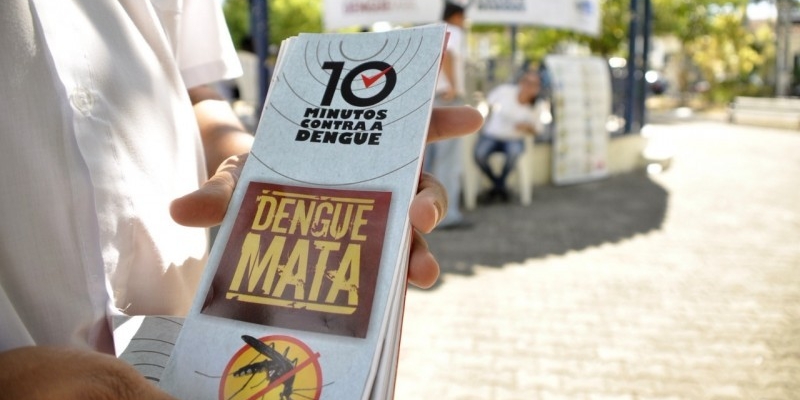 10
MINUTOS
CONTRA A
DENGUE
DENGUE
MATA